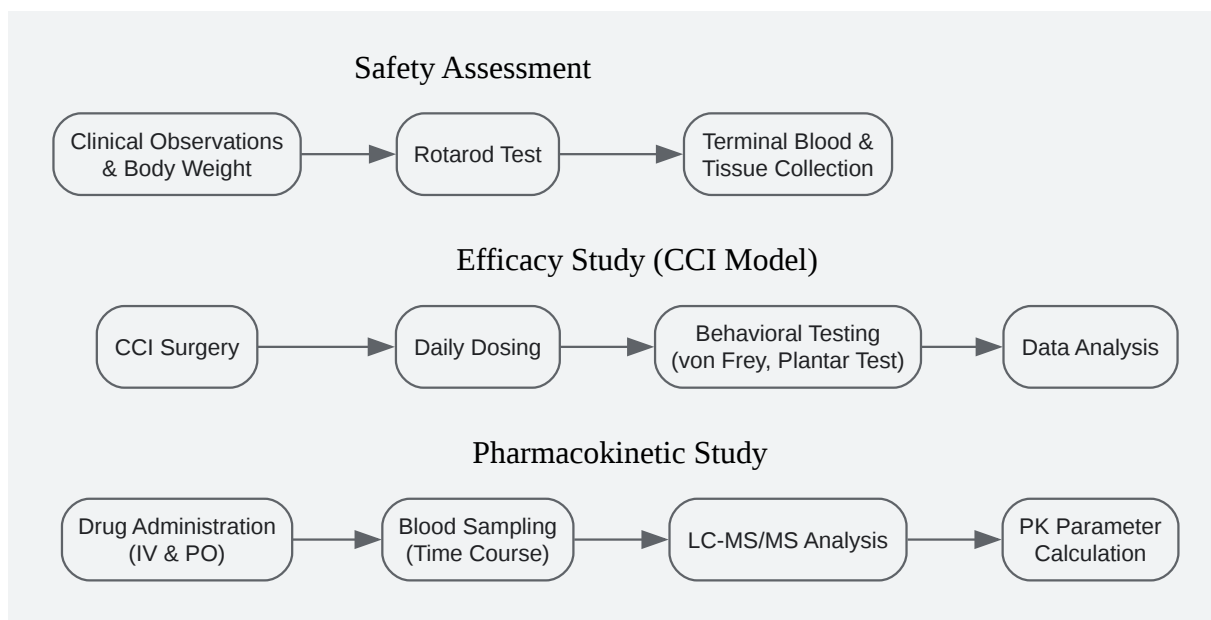 Safety Assessment
Clinical Observations
& Body Weight
Rotarod Test
Terminal Blood &
Tissue Collection
Efficacy Study (CCI Model)
CCI Surgery
Daily Dosing
Behavioral Testing
(von Frey, Plantar Test)
Data Analysis
Pharmacokinetic Study
Drug Administration
(IV & PO)
Blood Sampling
(Time Course)
LC-MS/MS Analysis
PK Parameter
Calculation